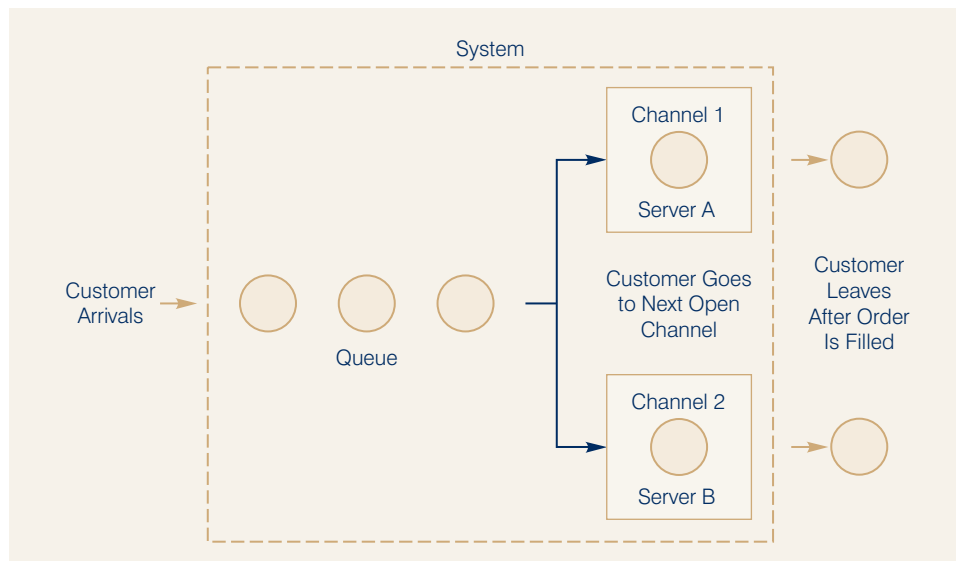 System
Channel 1
Server A
Customer
Arrivals
Queue
Customer Goes
to Next Open
Channel
Customer
Leaves
After Order
Is Filled
Channel 2
Server B